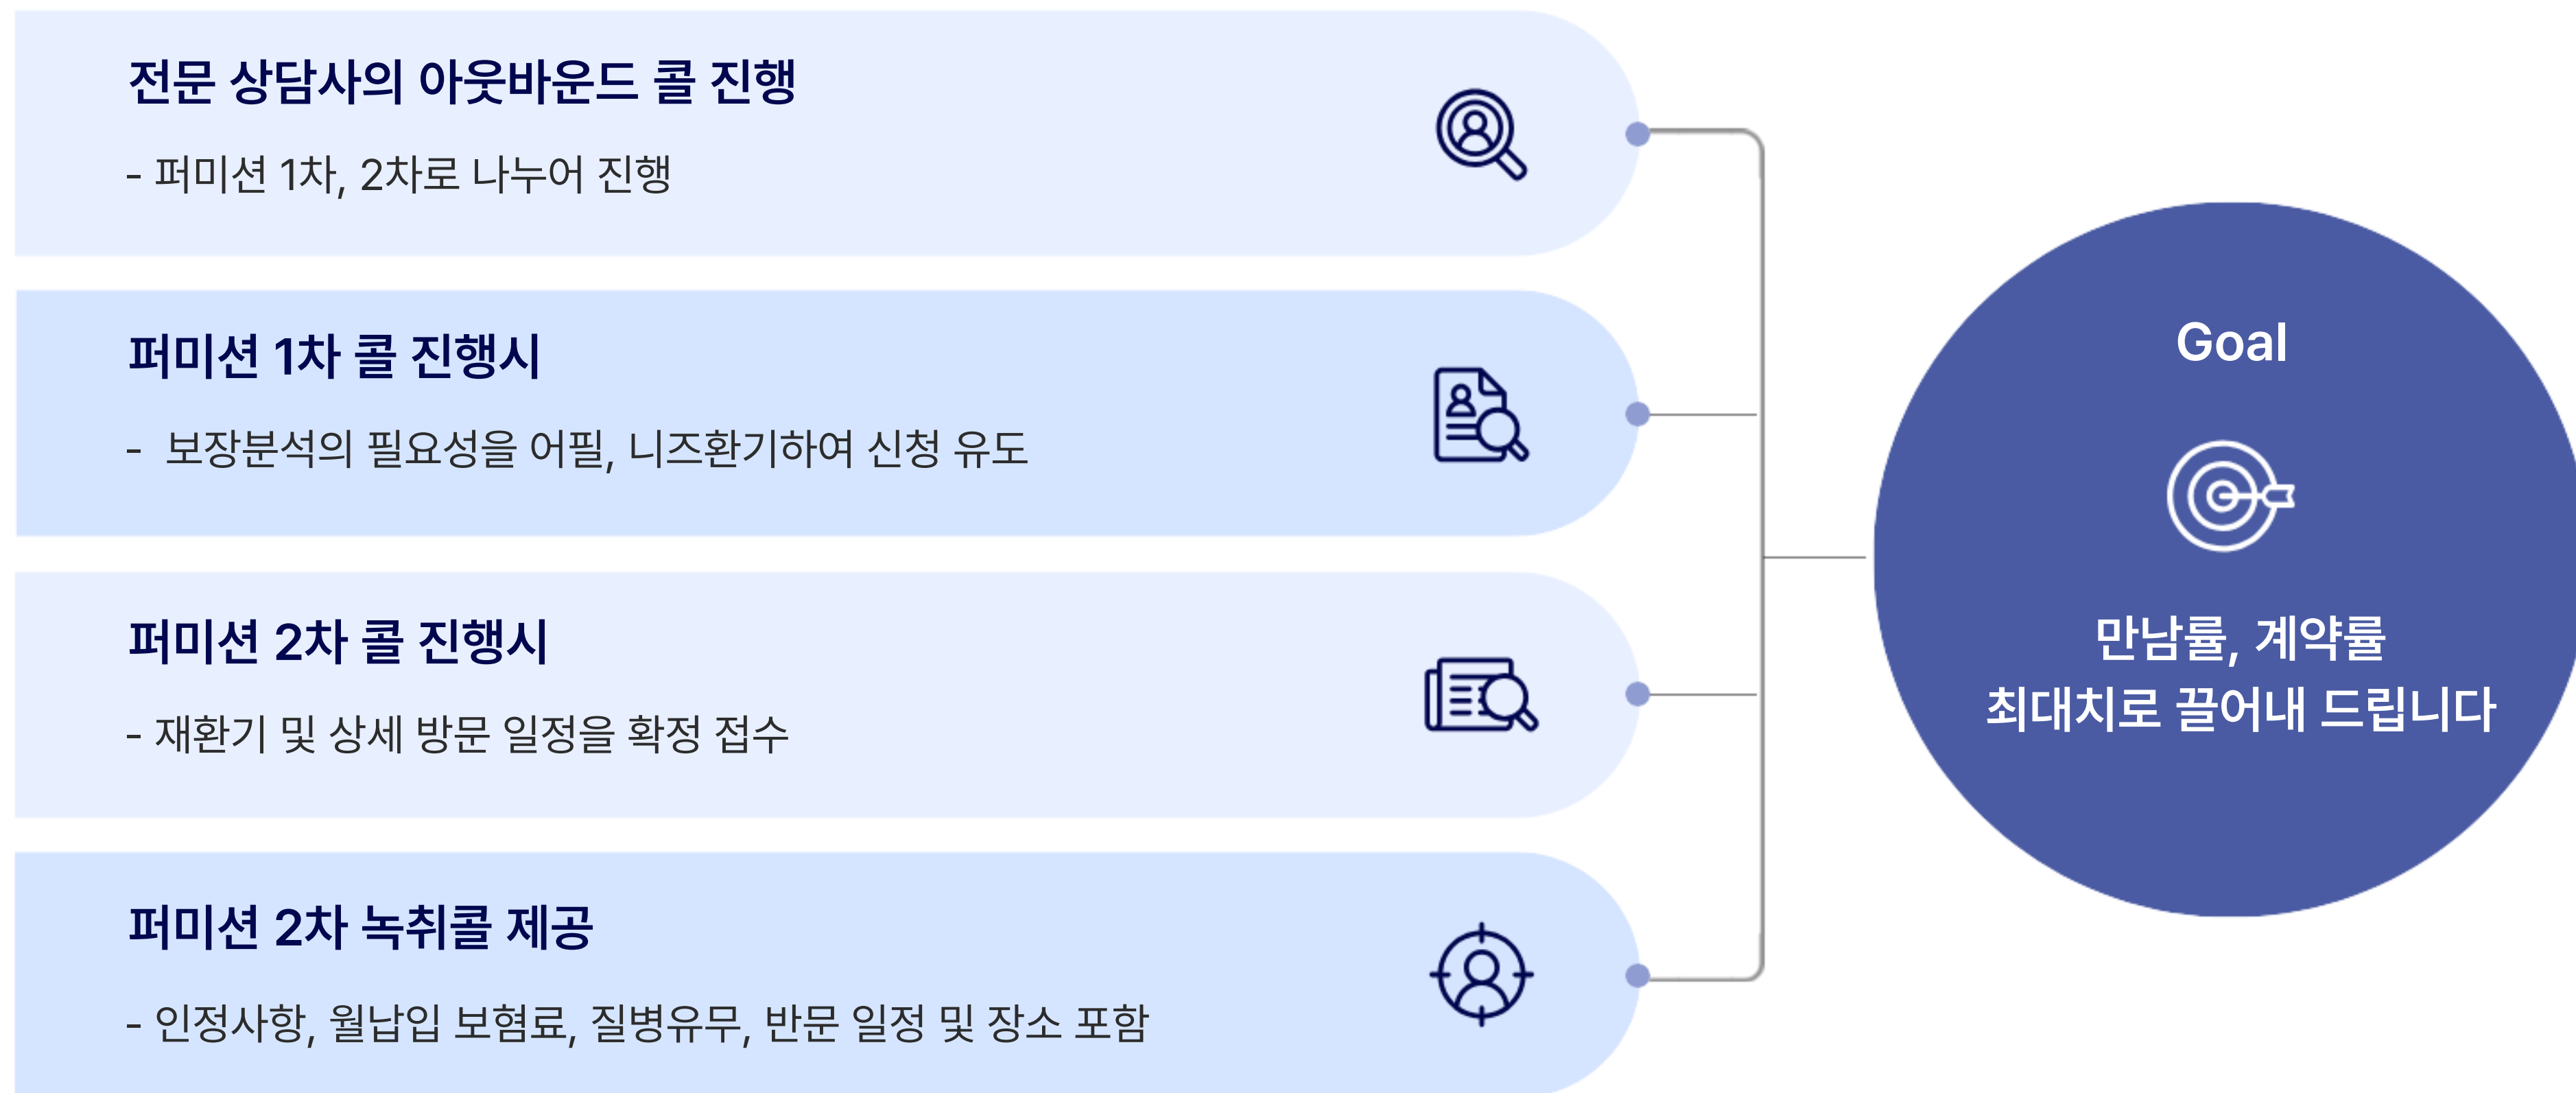 전문 상담사의 아웃바운드 콜 진행
- 퍼미션 1차, 2차로 나누어 진행
퍼미션 1차 콜 진행시
- 보장분석의 필요성을 어필, 니즈환기하여 신청 유도
퍼미션 2차 콜 진행시
- 재환기 및 상세 방문 일정을 확정 접수
퍼미션 2차 녹취콜 제공
- 인정사항, 월납입 보험료, 질병유무, 반문 일정 및 장소 포함
Goal
만남률, 계약률
최대치로 끌어내 드립니다